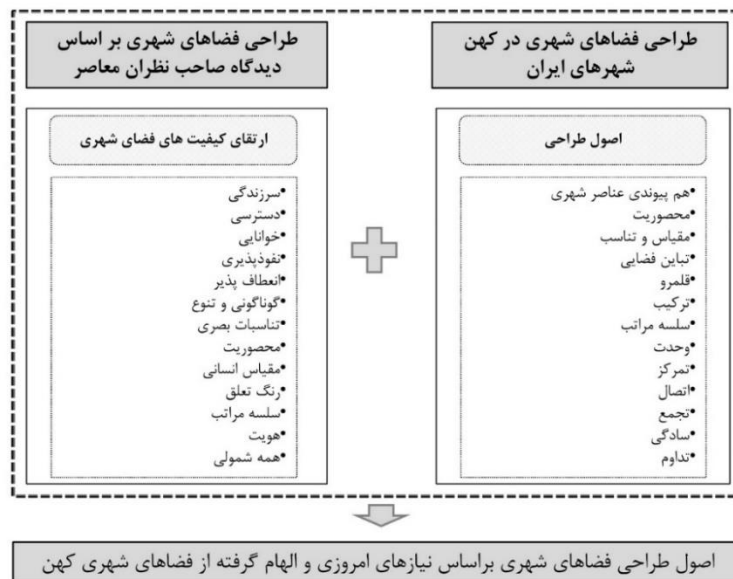 طراحی فضاهای شهری در کهن
شهرهای ایران
اصول طراحی
•هم پیوندی عناصر شهری
•محصوریت
•مقیاس و تناسب
•تباین فضایی
•قلمرو
•ترکیب
•سلسه مراتب
•وحدت
•تمرکز
•اتصال
•تجمع
•سادگی
•تداوم
طراحی فضاهای شهری بر اساس
دیدگاه صاحب نظران معاصر
ارتقای کیفیت های فضای شهری
•سرزندگی
•دسترسی
•خوانایی
•نفوذپذیری
•انعطاف پذیر
•گوناگونی و تنوع
•تناسبات بصری
•محصوریت
•مقیاس انسانی
•رنگ تعلق
•سلسه مراتب
•هویت
•همه شمولی
اصول طراحی فضاهای شهری براساس نیازهای امروزی و الهام گرفته از فضاهای شهری کهن